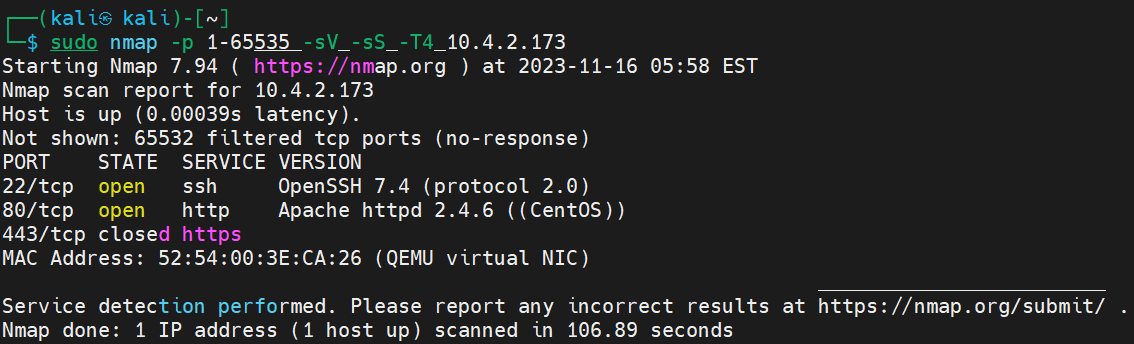 ┌──(kali㉿ kali)-[~]
└─$ sudo nmap -p 1-65535_-sV_-sS_-T4_10.4.2.173
Starting Nmap 7.94 ( https://nmap.org ) at 2023-11-16 05:58 EST
Nmap scan report for 10.4.2.173
Host is up (0.00039s latency).
Not shown: 65532 filtered tcp ports (no-response)
PORT    STATE  SERVICE VERSION
22/tcp  open   ssh     OpenSSH 7.4 (protocol 2.0)
80/tcp  open   http    Apache httpd 2.4.6 ((CentOS))
443/tcp closed https
MAC Address: 52:54:00:3E:CA:26 (QEMU virtual NIC)
Service detection performed. Please report any incorrect results at https://nmap.org/submit/ .
Nmap done: 1 IP address (1 host up) scanned in 106.89 seconds